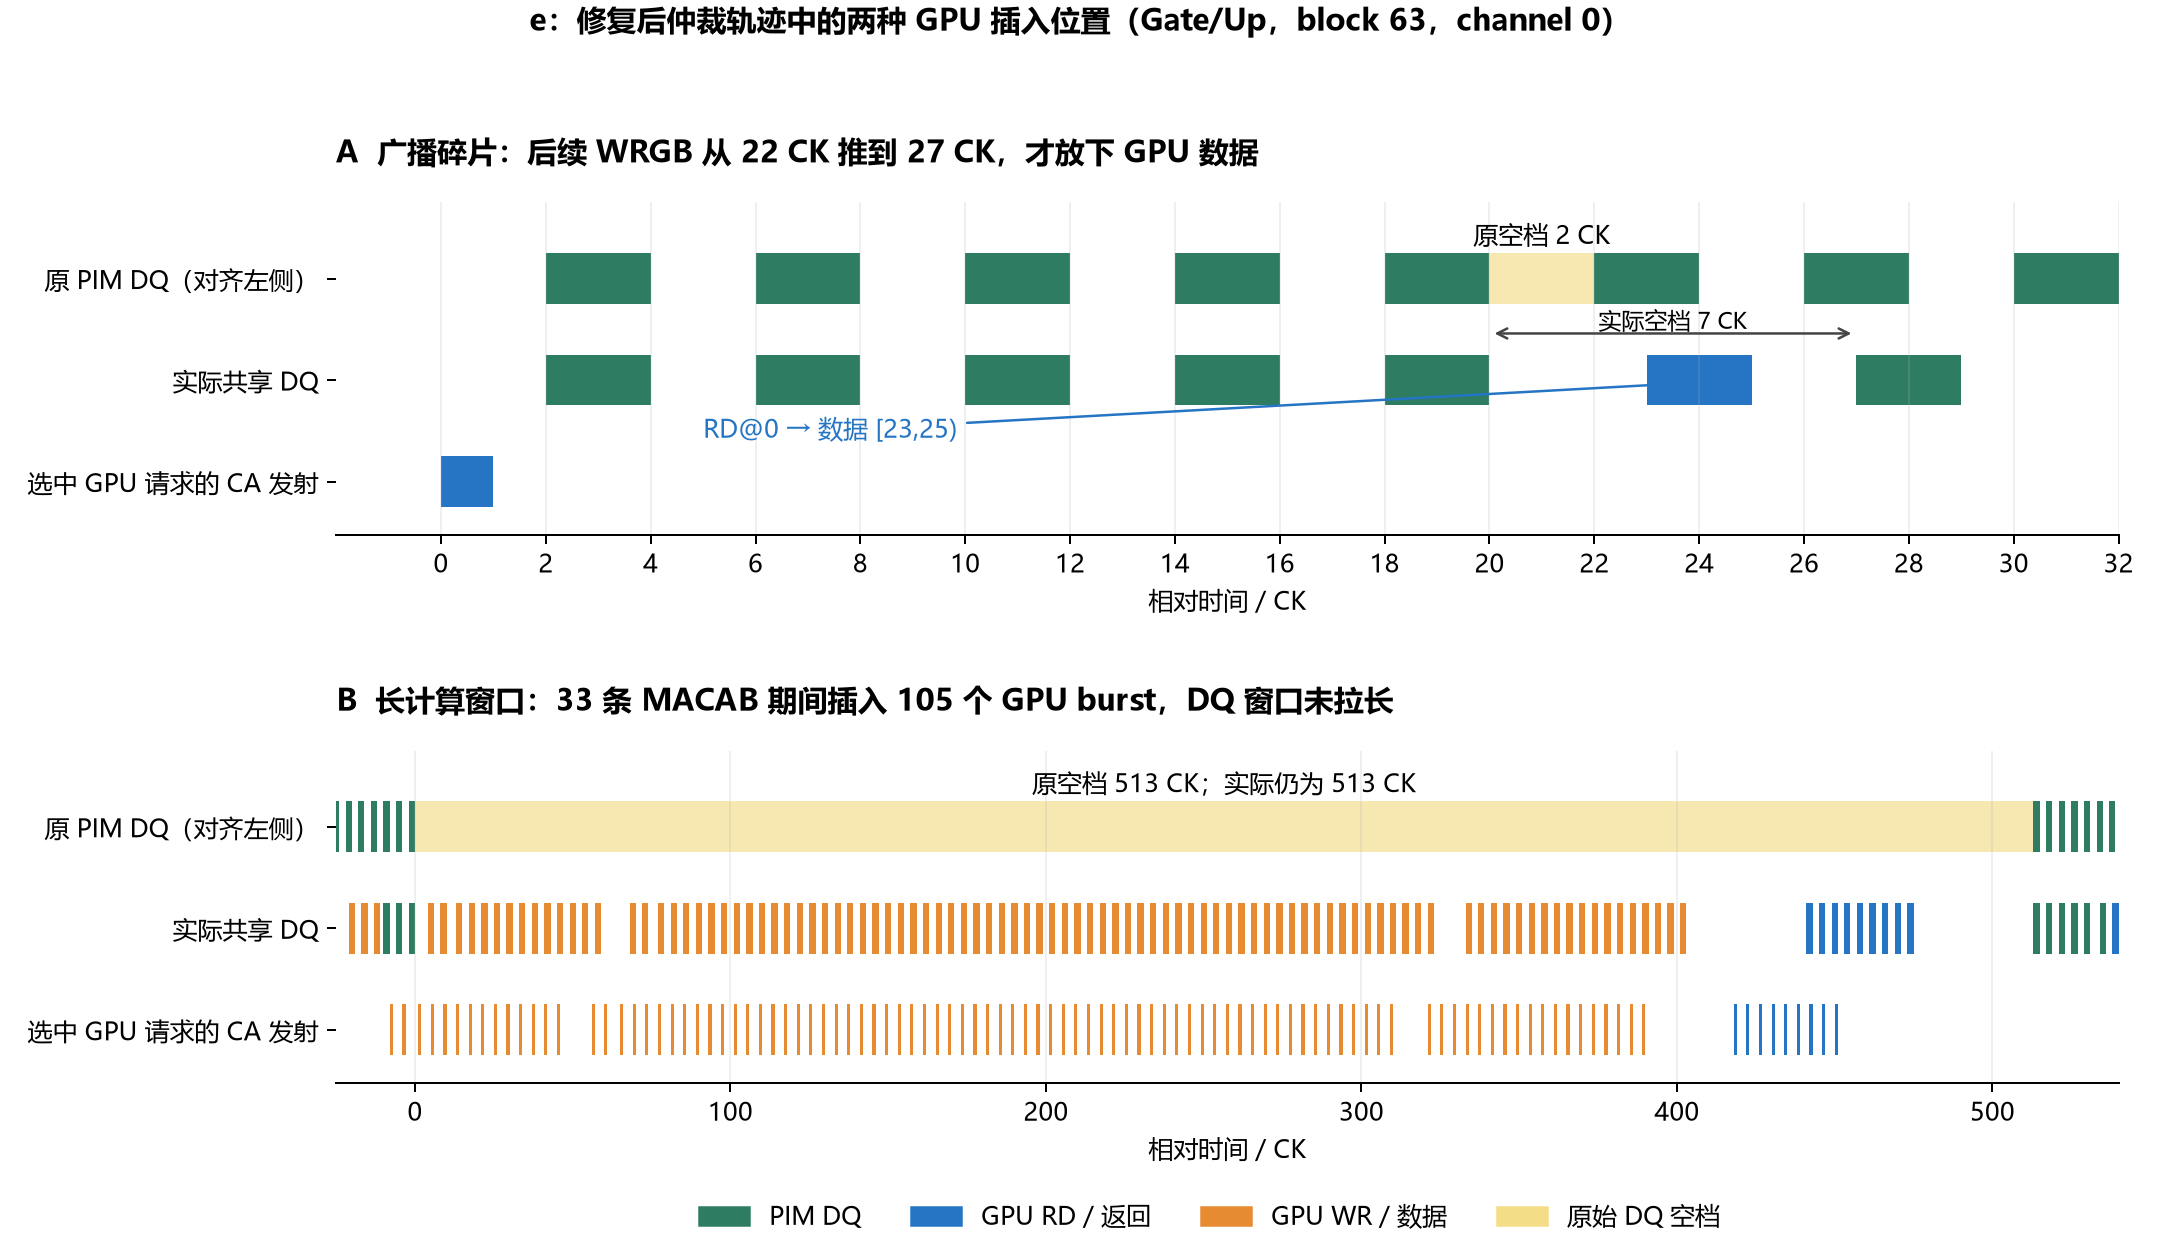 e：修复后仲裁轨迹中的两种 GPU 插入位置（Gate/Up，block 63，channel 0）
A 广播碎片：后续 WRGB 从 22 CK 推到 27 CK，才放下 GPU 数据
原空档 2 CK
原 PIM DQ（对齐左侧）
实际空档 7 CK
实际共享 DQ
RD@0 → 数据 [23,25)
选中 GPU 请求的 CA 发射
0 2 4 6 8 10 12 14 16 18 20 22 24 26 28 30 32
相对时间 / CK
B 长计算窗口：33 条 MACAB 期间插入 105 个 GPU burst，DQ 窗口未拉长
原空档 513 CK；实际仍为 513 CK
原 PIM DQ（对齐左侧）
实际共享 DQ
选中 GPU 请求的 CA 发射
0 100 200 300 400 500
相对时间 / CK
PIM DQ GPU RD / 返回 GPU WR / 数据 原始 DQ 空档